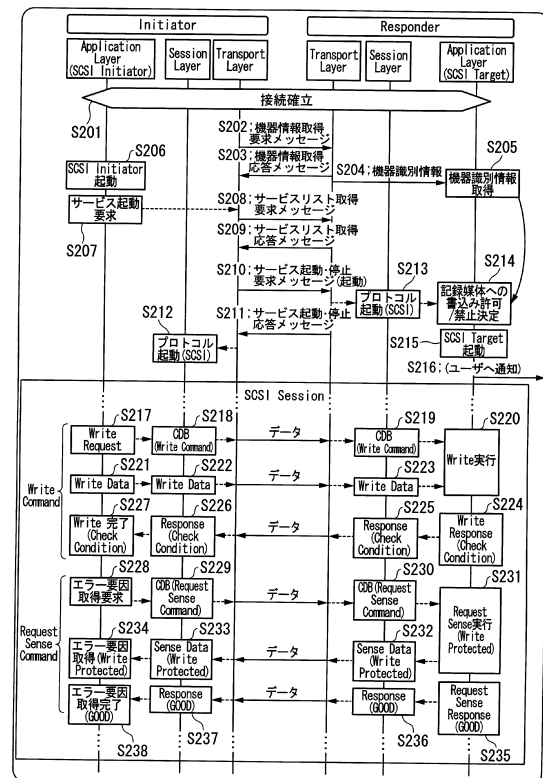 Initiator
Responder
Application
Layer
(SCSI Initiator)
Session
Layer
Transport
Layer
Transport
Layer
Session
Layer
Application
Layer
(SCSI Target)
接続確立
S201
S202;機器情報取得
要求メッセージ
S203;機器情報取得
応答メッセージ
S204;機器識別情報
S205
機器識別情報
取得
S206
SCSI Initiator
起動
サービス起動
要求
S207
S208;サービスリスト取得
要求メッセージ
S209;サービスリスト取得
応答メッセージ
S210;サービス起動・停止
要求メッセージ(起動)
S213
プロトコル
起動(SCSI)
S214
記録媒体への
書込み許可
/禁止決定
S211;サービス起動・停止
応答メッセージ
S212
プロトコル
起動(SCSI)
S215
SCSI Target
起動
S216;(ユーザへ通知)
SCSI Session
Write
Command
S217
Write
Request
S218
CDB
(Write Command)
データ
S219
CDB
(Write Command)
S220
Write実行
S221
Write Data
S222
Write Data
データ
S223
Write Data
S227
Write 完了
(Check
Condition)
S226
Response
(Check
Condition)
データ
S225
Response
(Check
Condition)
S224
Write
Response
(Check
Condition)
Request
Sense
Command
S228
エラー要因
取得要求
S229
CDB(Request
Sense
Command)
データ
S230
CDB(Request
Sense
Command)
S231
Request
Sense実行
(Write
Protected)
S234
エラー要因
取得(Write
Protected)
S233
Sense Data
(Write
Protected)
データ
S232
Sense Data
(Write
Protected)
エラー要因
取得完了
(GOOD)
S238
Response
(GOOD)
S237
データ
Response
(GOOD)
S236
Request
Sense
Response
(GOOD)
S235